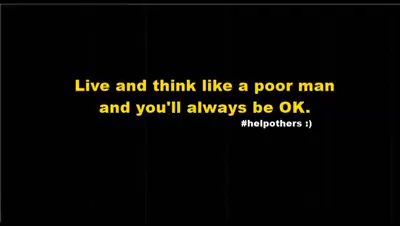 Live and think like a poor man
and you'll always be OK.
#helpothers :)